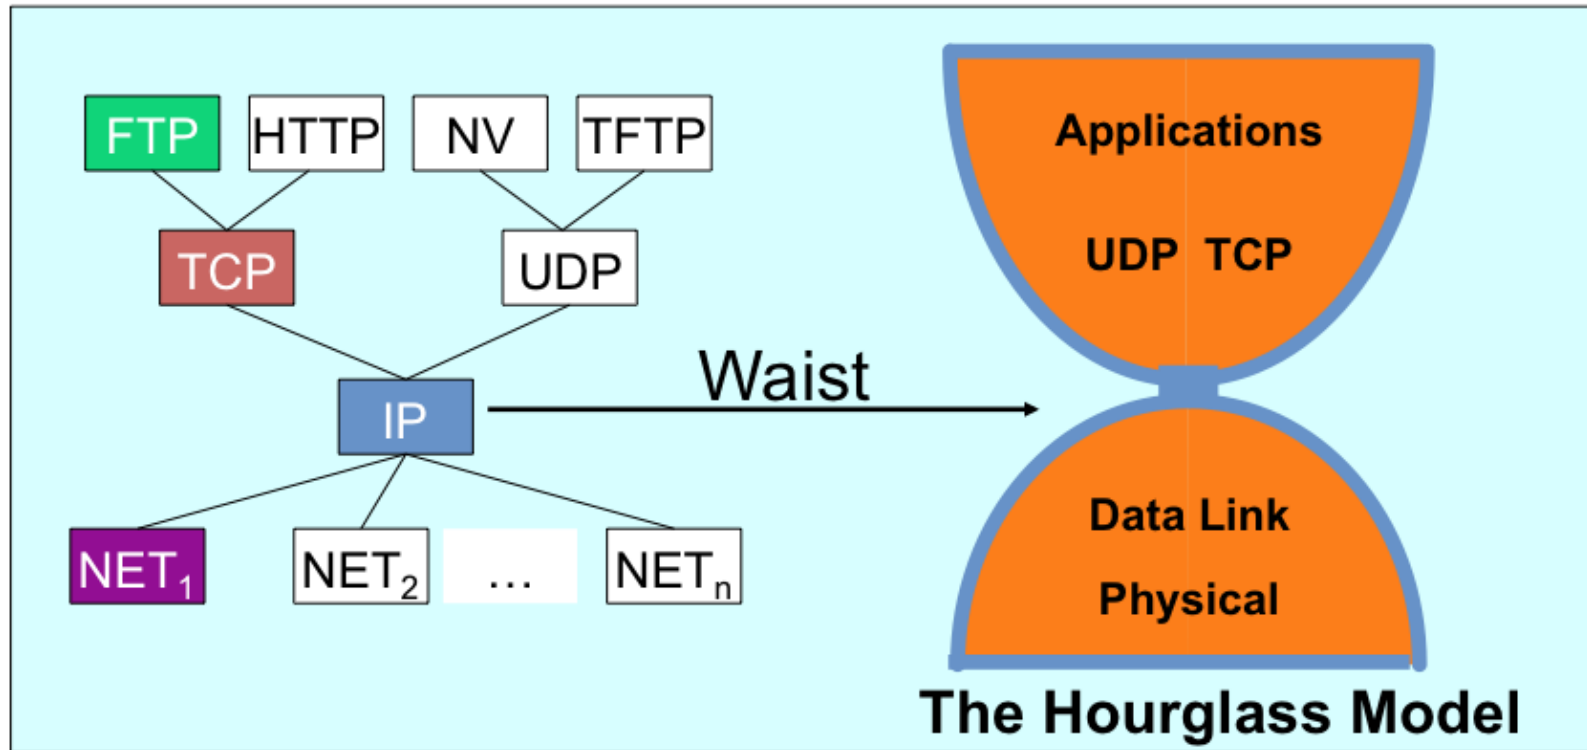 FTP HTTP NV TFTP
TCP UDP
IP
NET1 NET2 ... NETn
Waist
Applications
UDP TCP
Data Link
Physical
The Hourglass Model